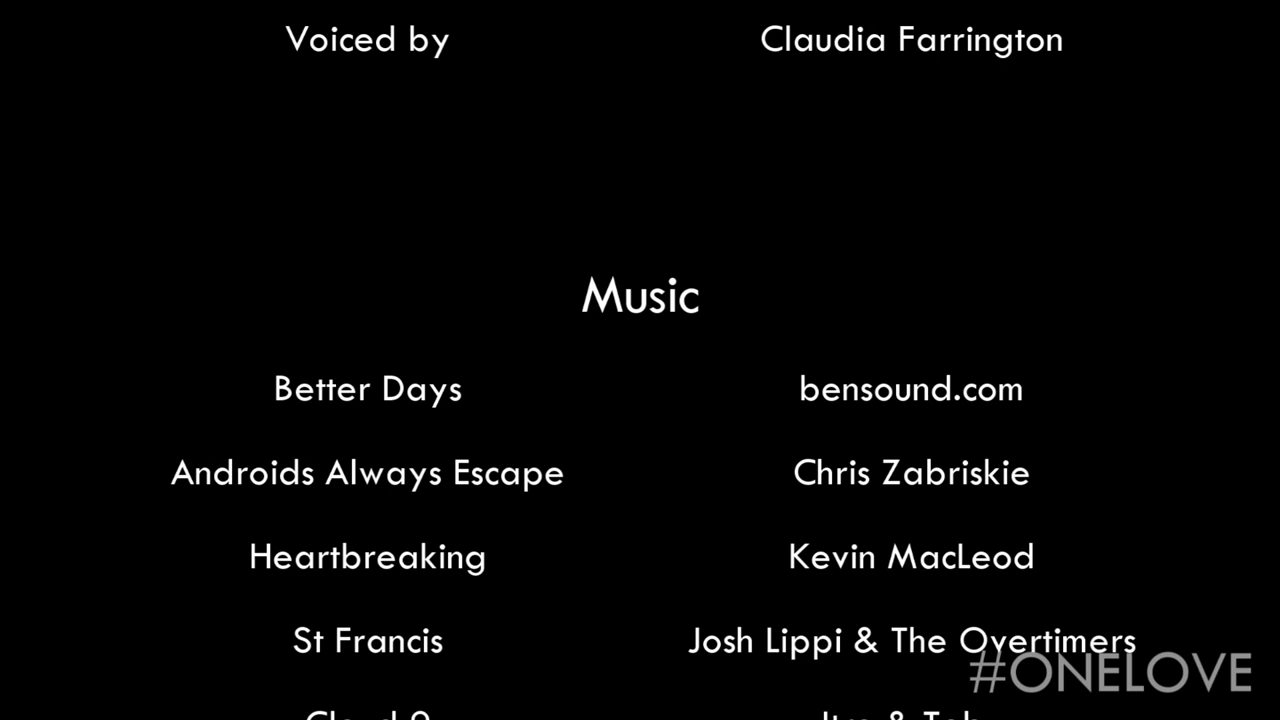 Voiced by Claudia Farrington
Music
Better Days bensound.com
Androids Always Escape Chris Zabriskie
Heartbreaking Kevin MacLeod
St Francis Josh Lippi & The Overtimers
#ONELOVE